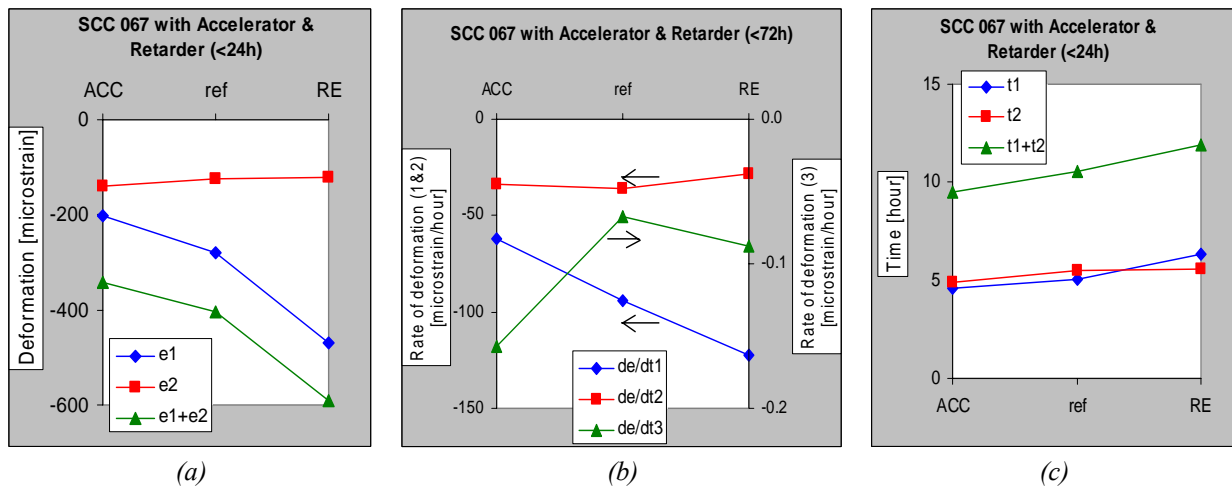 SCC 067 with Accelerator &
Retarder (<24h)
ACC ref RE
0
-200
-400
-600
Deformation [microstrain]
e1
e2
e1+e2
(a)
SCC 067 with Accelerator & Retarder (<72h)
ACC ref RE
0
-50
-100
-150
0.0
-0.1
-0.2
Rate of deformation (1&2)
[microstrain/hour]
Rate of deformation (3)
[microstrain/hour]
de/dt1
de/dt2
de/dt3
(b)
SCC 067 with Accelerator &
Retarder (<24h)
15
10
5
0
Time [hour]
t1
t2
t1+t2
ACC ref RE
(c)